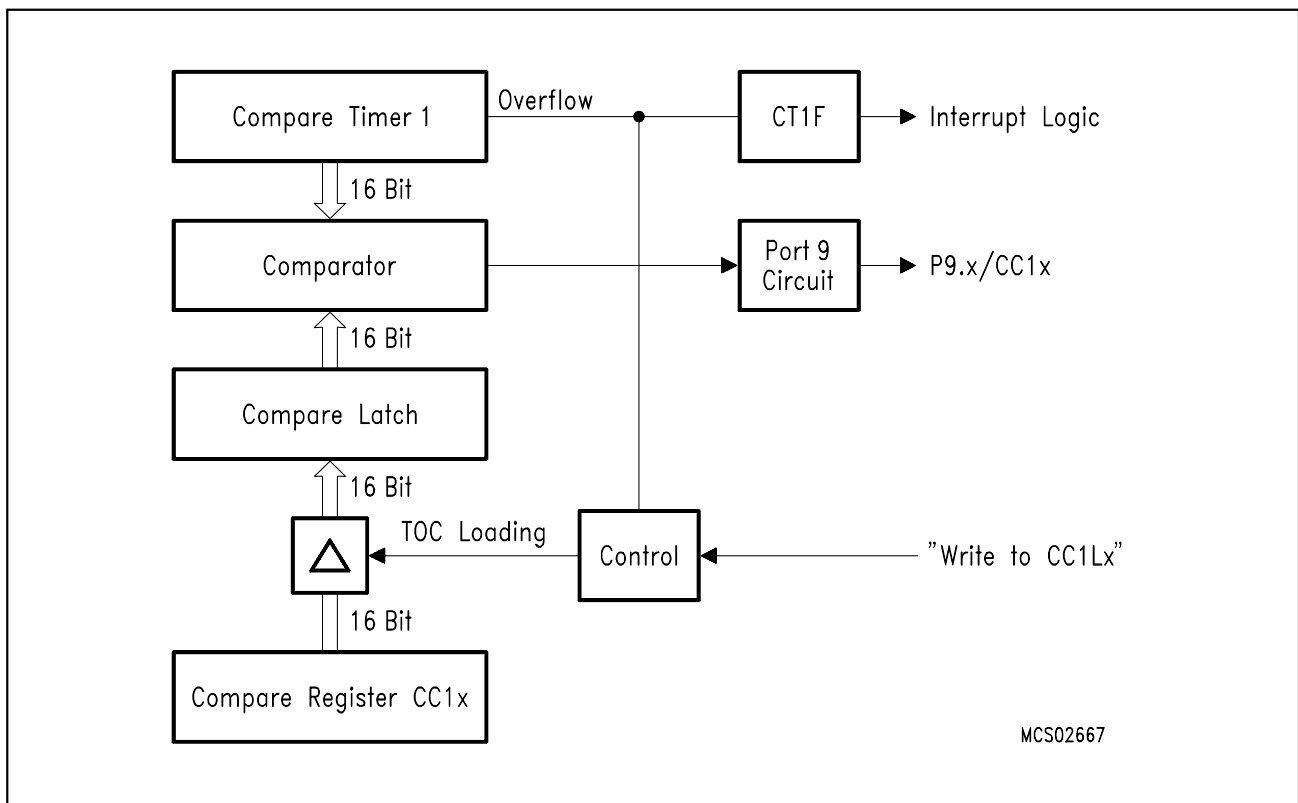 Compare Timer 1
Overflow
CT1F
Interrupt Logic
16 Bit
Comparator
Port 9
Circuit
P9.x/CC1x
16 Bit
Compare Latch
16 Bit
TOC Loading
Control
"Write to CC1Lx"
16 Bit
Compare Register CC1x
MCS02667